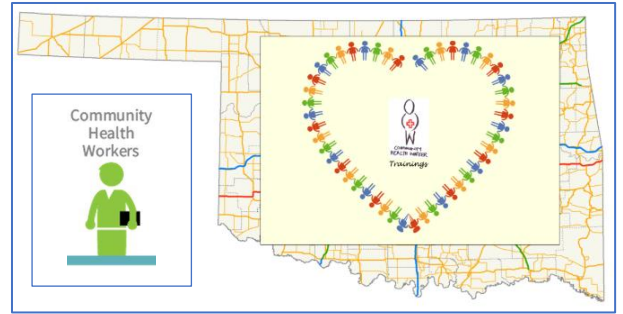 Community
Health
Workers
COMMUNITY
HEALTH WORKER
Trainings